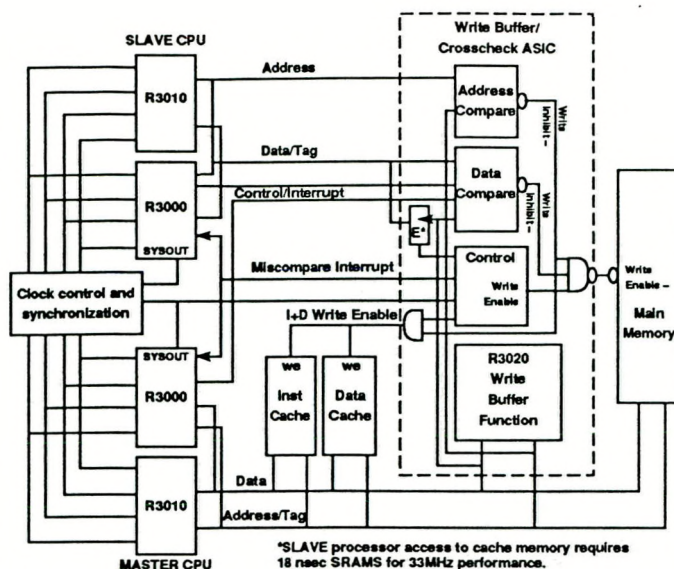 SLAVE CPU
Write Buffer/
Crosscheck ASIC
R3010
Address
Address
Compare
Write
Inhibit –
Data/Tag
R3000
Data
Compare
Write
Inhibit –
Control/Interrupt
E*
SYSOUT
Control
Miscompare Interrupt
Write
Enable
Write
Enable –
Main
Memory
Clock control and
synchronization
I+D Write Enable
SYSOUT
we
we
R3020
Write
Buffer
Function
R3000
Inst
Cache
Data
Cache
R3010
Data
Address/Tag
MASTER CPU
*SLAVE processor access to cache memory requires
18 nsec SRAMS for 33MHz performance.